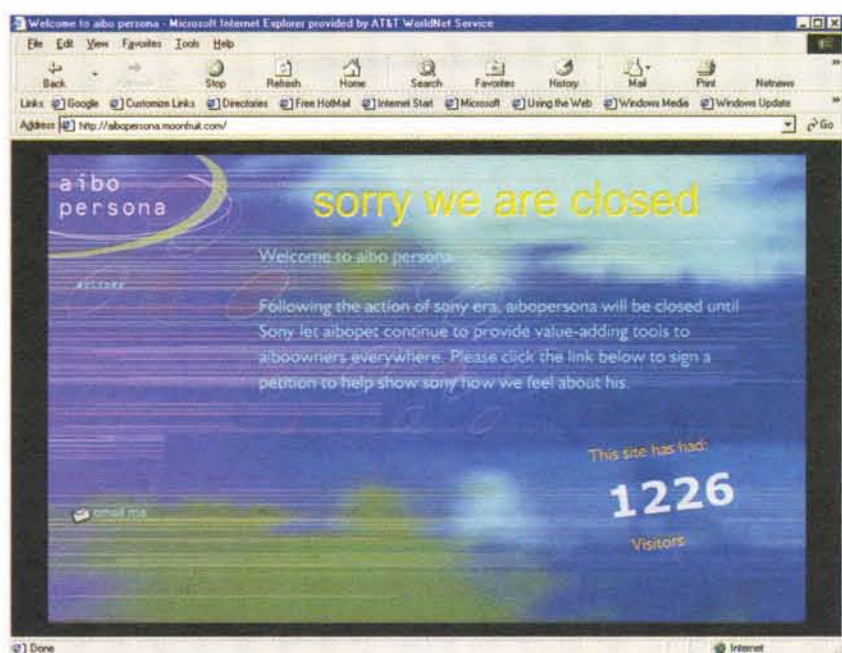 Welcome to aibo persona - Microsoft Internet Explorer provided by AT&T WorldNet Service
File Edit View Favorites Tools Help
Back Stop Refresh Home Search Favorites History Mail Print Netnews
Links Google Customize Links Directories Free HotMail Internet Start Microsoft Using the Web Windows Media Windows Update
Address http://aibopersona.moonfruit.com/ Go
aibo
persona
sorry we are closed
Welcome to aibo persona
Following the action of sony era, aibopersona will be closed until
Sony let aibopet continue to provide value-adding tools to
aiboowners everywhere. Please click the link below to sign a
petition to help show sony how we feel about his.
This site has had:
1226
Visitors
email me
Done Internet